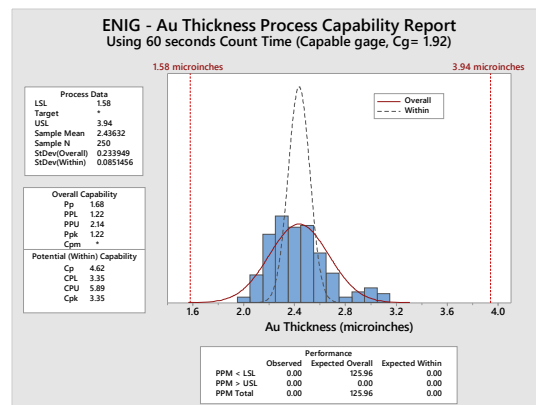 ENIG - Au Thickness Process Capability Report
Using 60 seconds Count Time (Capable gage, Cg= 1.92)
1.58 microinches 3.94 microinches
Process Data
LSL 1.58
Target *
USL 3.94
Sample Mean 2.43632
Sample N 250
StDev(Overall) 0.233949
StDev(Within) 0.0851456
Overall Capability
Pp 1.68
PPL 1.22
PPU 2.14
Ppk 1.22
Cpm *
Potential (Within) Capability
Cp 4.62
CPL 3.35
CPU 5.89
Cpk 3.35
Overall
Within
1.6 2.0 2.4 2.8 3.2 3.6 4.0
Au Thickness (microinches)
Performance
Observed Expected Overall Expected Within
PPM < LSL 0.00 125.96 0.00
PPM > USL 0.00 0.00 0.00
PPM Total 0.00 125.96 0.00